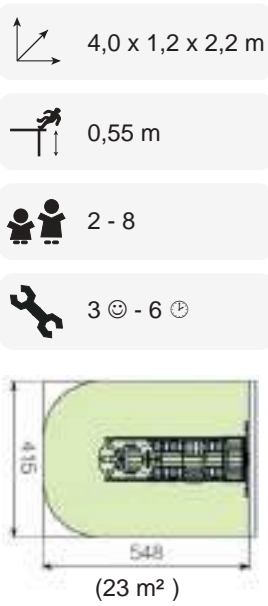 4,0 x 1,2 x 2,2 m
0,55 m
2 - 8
3 ☺ - 6 🕑
415
548
(23 m² )